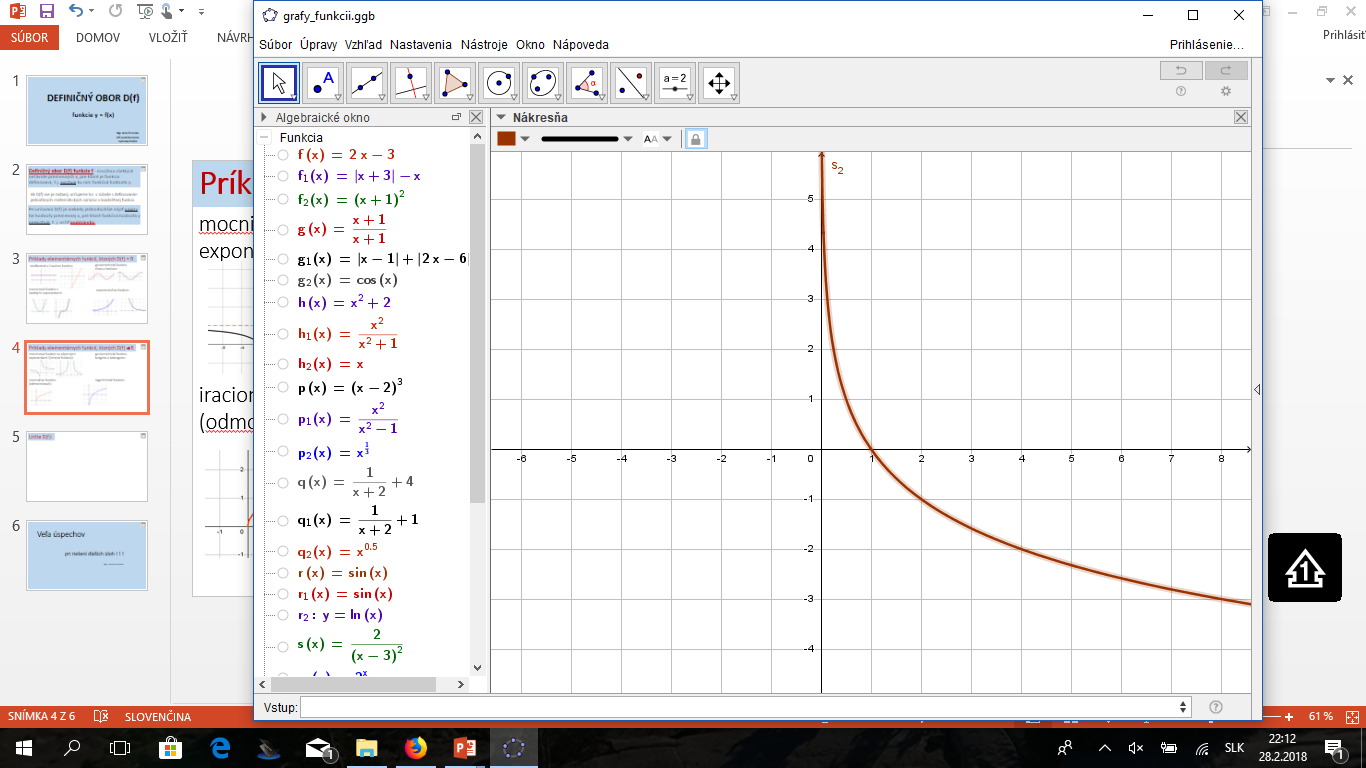 SÚBOR DOMOV VLOŽIŤ NÁVRH
Prihlásiť
1
DEFINIČNÝ OBOR D(f)
funkcie y = f(x)
2
3
4
5
6
Veľa úspechov
Prík
mocni
expon
iracion
(odmo
grafy_funkcii.ggb
Súbor Úpravy Vzhľad Nastavenia Nástroje Okno Nápoveda
Prihlásenie...
A
α
a = 2
Algebraické okno
Nákresňa
AA
Funkcia
f(x) = 2 x − 3
f₁(x) = |x + 3| − x
f₂(x) = (x + 1)²
g(x) = (x + 1)/(x + 1)
g₁(x) = |x − 1| + |2 x − 6|
g₂(x) = cos(x)
h(x) = x² + 2
h₁(x) = x²/(x² + 1)
h₂(x) = x
p(x) = (x − 2)³
p₁(x) = x²/(x² − 1)
p₂(x) = x^(1/3)
q(x) = 1/(x + 2) + 4
q₁(x) = 1/(x + 2) + 1
q₂(x) = x^0.5
r(x) = sin(x)
r₁(x) = sin(x)
r₂: y = ln(x)
s(x) = 2/(x − 3)²
s₂
5
4
3
2
1
-6 -5 -4 -3 -2 -1 0 1 2 3 4 5 6 7 8
-1
-2
-3
-4
Vstup:
SNÍMKA 4 Z 6 SLOVENČINA
61 %
1
SLK
22:12
28.2.2018